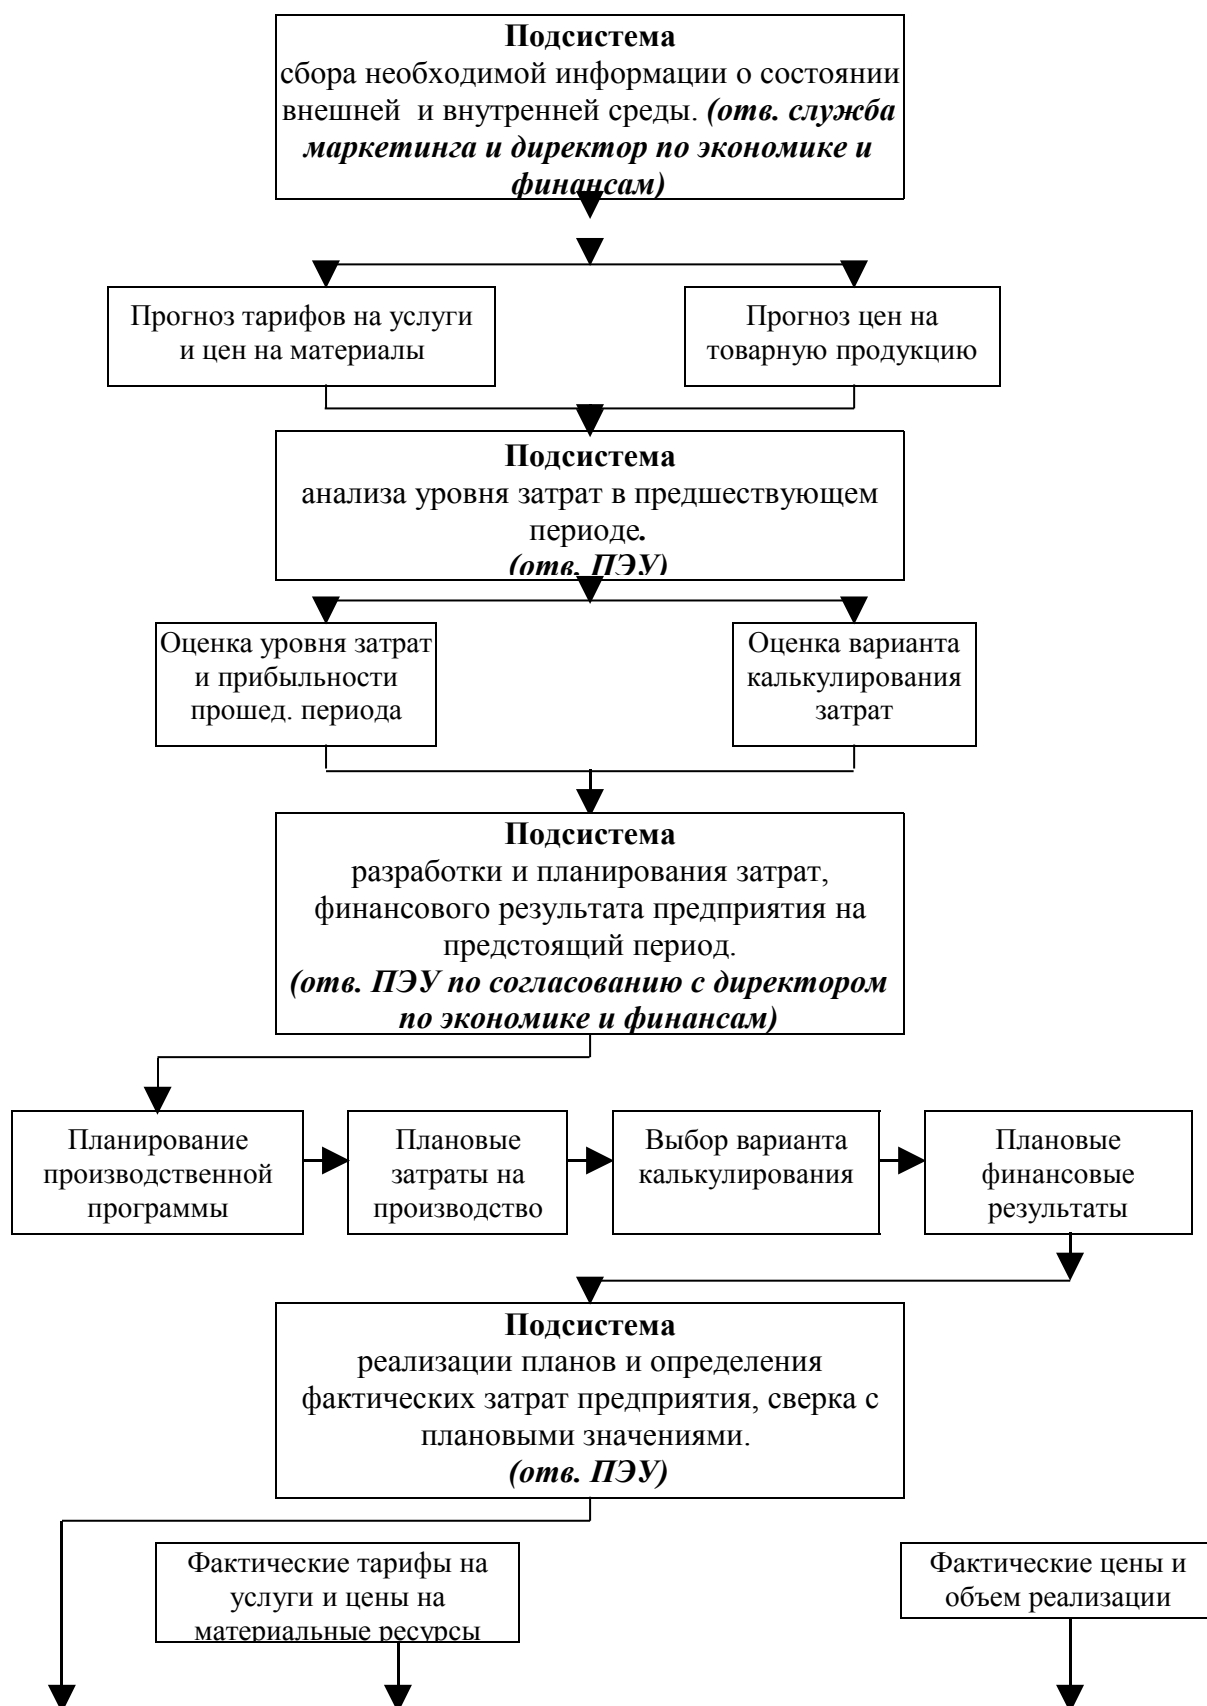 Подсистема
сбора необходимой информации о состоянии
внешней и внутренней среды. (отв. служба
маркетинга и директор по экономике и
финансам)
Прогноз тарифов на услуги
и цен на материалы
Прогноз цен на
товарную продукцию
Подсистема
анализа уровня затрат в предшествующем
периоде.
(отв. ПЭУ)
Оценка уровня затрат
и прибыльности
прошед. периода
Оценка варианта
калькулирования
затрат
Подсистема
разработки и планирования затрат,
финансового результата предприятия на
предстоящий период.
(отв. ПЭУ по согласованию с директором
по экономике и финансам)
Планирование
производственной
программы
Плановые
затраты на
производство
Выбор варианта
калькулирования
Плановые
финансовые
результаты
Подсистема
реализации планов и определения
фактических затрат предприятия, сверка с
плановыми значениями.
(отв. ПЭУ)
Фактические тарифы на
услуги и цены на
материальные ресурсы
Фактические цены и
объем реализации